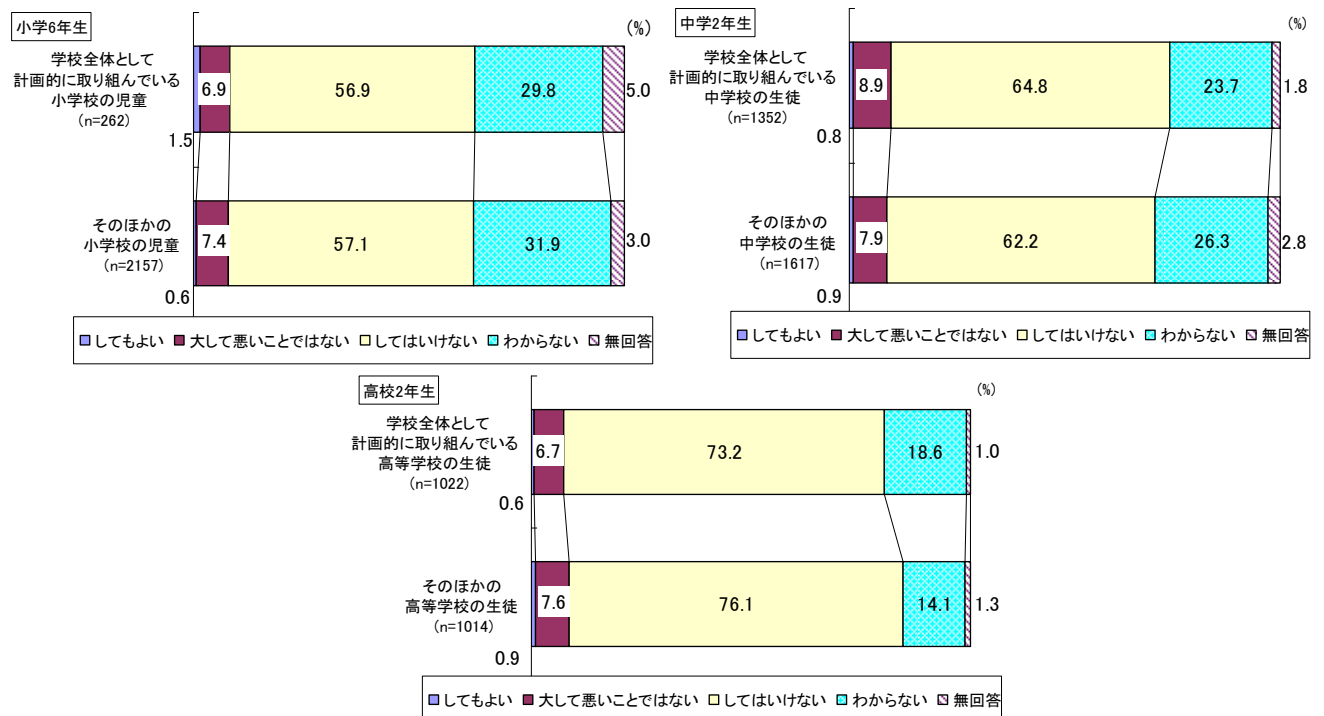 小学6年生
(%)
学校全体として
計画的に取り組んでいる
小学校の児童
(n=262)
6.9
56.9
29.8
5.0
1.5
そのほかの
小学校の児童
(n=2157)
7.4
57.1
31.9
3.0
0.6
してもよい 大して悪いことではない してはいけない わからない 無回答
中学2年生
(%)
学校全体として
計画的に取り組んでいる
中学校の生徒
(n=1352)
8.9
64.8
23.7
1.8
0.8
そのほかの
中学校の生徒
(n=1617)
7.9
62.2
26.3
2.8
0.9
してもよい 大して悪いことではない してはいけない わからない 無回答
高校2年生
(%)
学校全体として
計画的に取り組んでいる
高等学校の生徒
(n=1022)
6.7
73.2
18.6
1.0
0.6
そのほかの
高等学校の生徒
(n=1014)
7.6
76.1
14.1
1.3
0.9
してもよい 大して悪いことではない してはいけない わからない 無回答